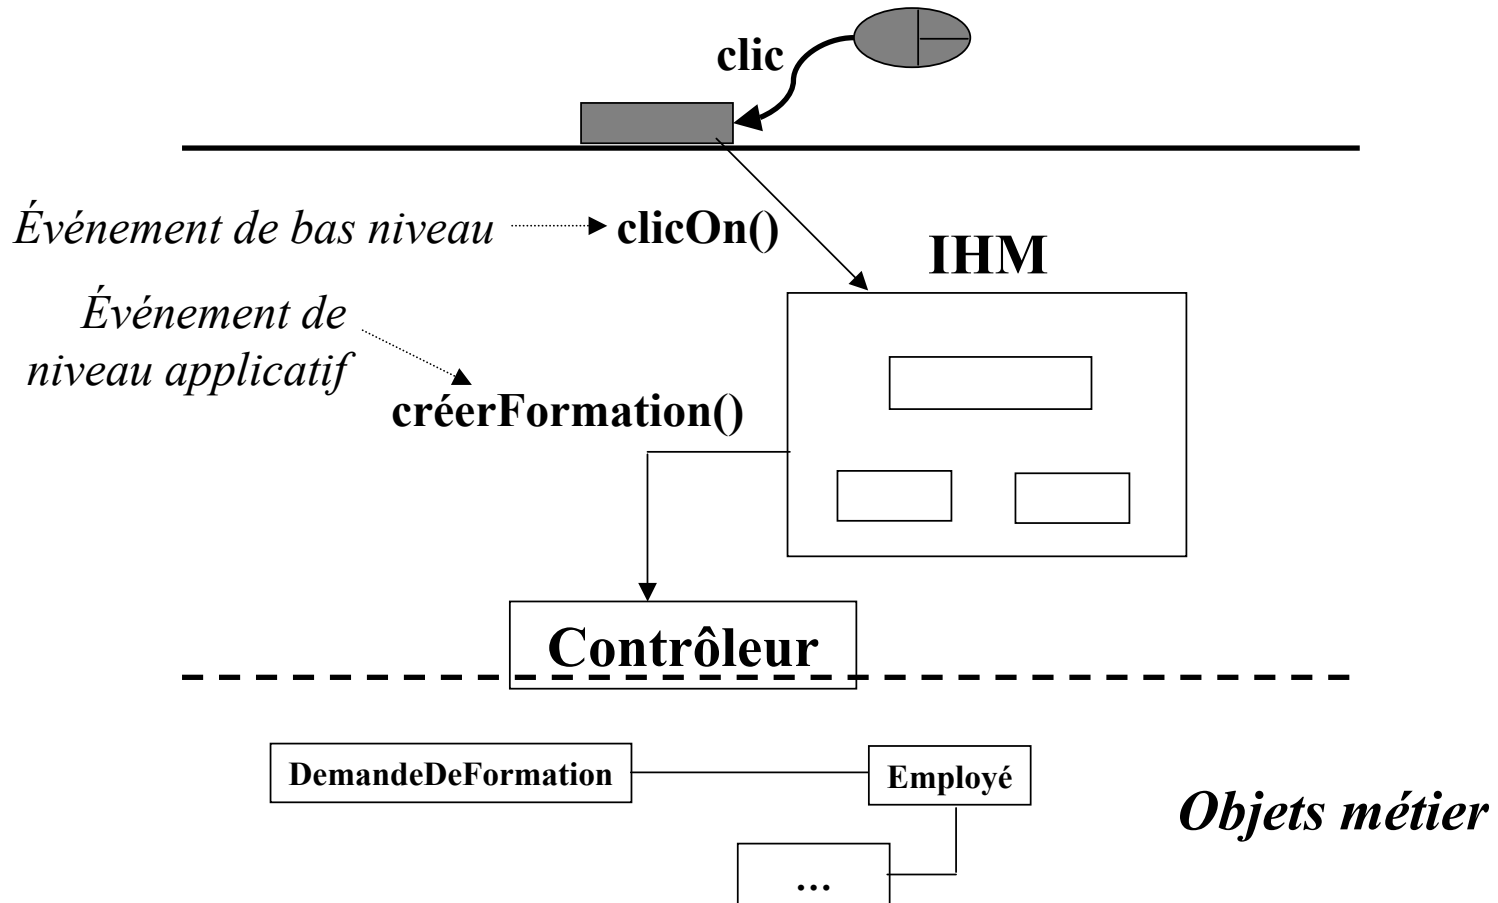 clic
Événement de bas niveau
clicOn()
IHM
Événement de
niveau applicatif
créerFormation()
Contrôleur
DemandeDeFormation
Employé
Objets métier
...